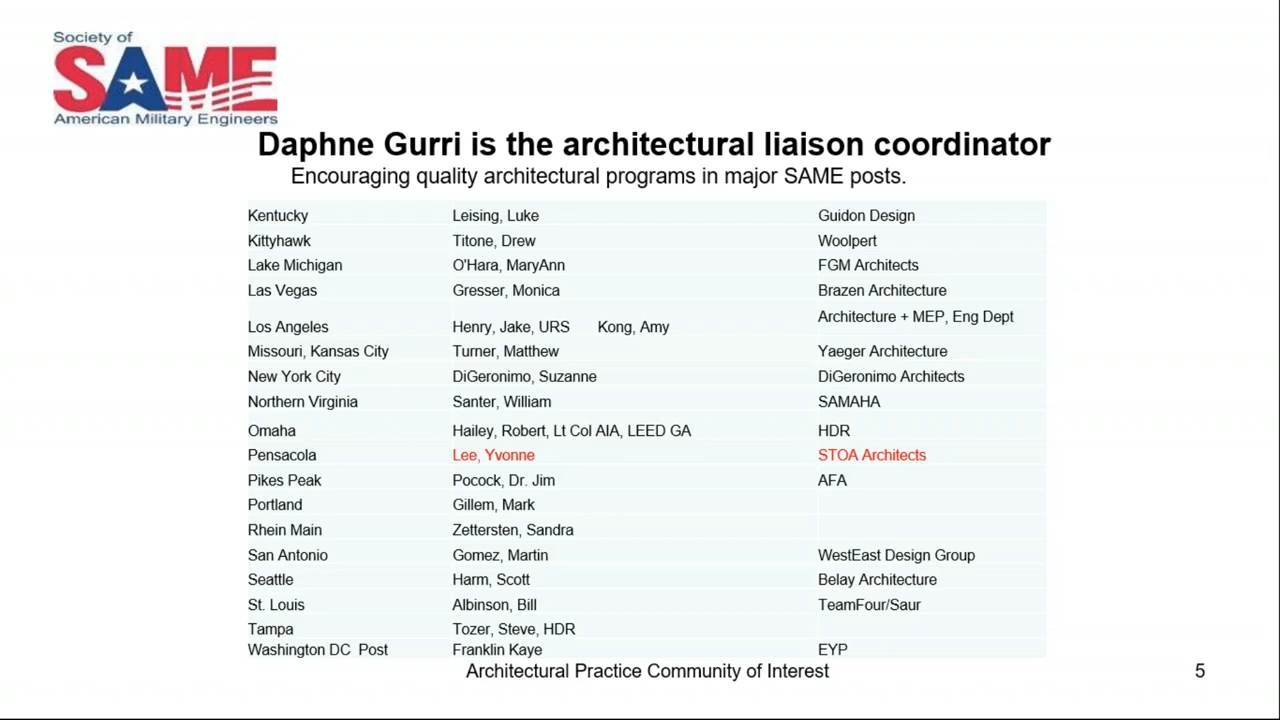 Society of
SAME
American Military Engineers
Daphne Gurri is the architectural liaison coordinator
Encouraging quality architectural programs in major SAME posts.
Kentucky Leising, Luke Guidon Design
Kittyhawk Titone, Drew Woolpert
Lake Michigan O'Hara, MaryAnn FGM Architects
Las Vegas Gresser, Monica Brazen Architecture
Los Angeles Henry, Jake, URS Kong, Amy Architecture + MEP, Eng Dept
Missouri, Kansas City Turner, Matthew Yaeger Architecture
New York City DiGeronimo, Suzanne DiGeronimo Architects
Northern Virginia Santer, William SAMAHA
Omaha Hailey, Robert, Lt Col AIA, LEED GA HDR
Pensacola Lee, Yvonne STOA Architects
Pikes Peak Pocock, Dr. Jim AFA
Portland Gillem, Mark
Rhein Main Zettersten, Sandra
San Antonio Gomez, Martin WestEast Design Group
Seattle Harm, Scott Belay Architecture
St. Louis Albinson, Bill TeamFour/Saur
Tampa Tozer, Steve, HDR
Washington DC Post Franklin Kaye EYP
Architectural Practice Community of Interest 5